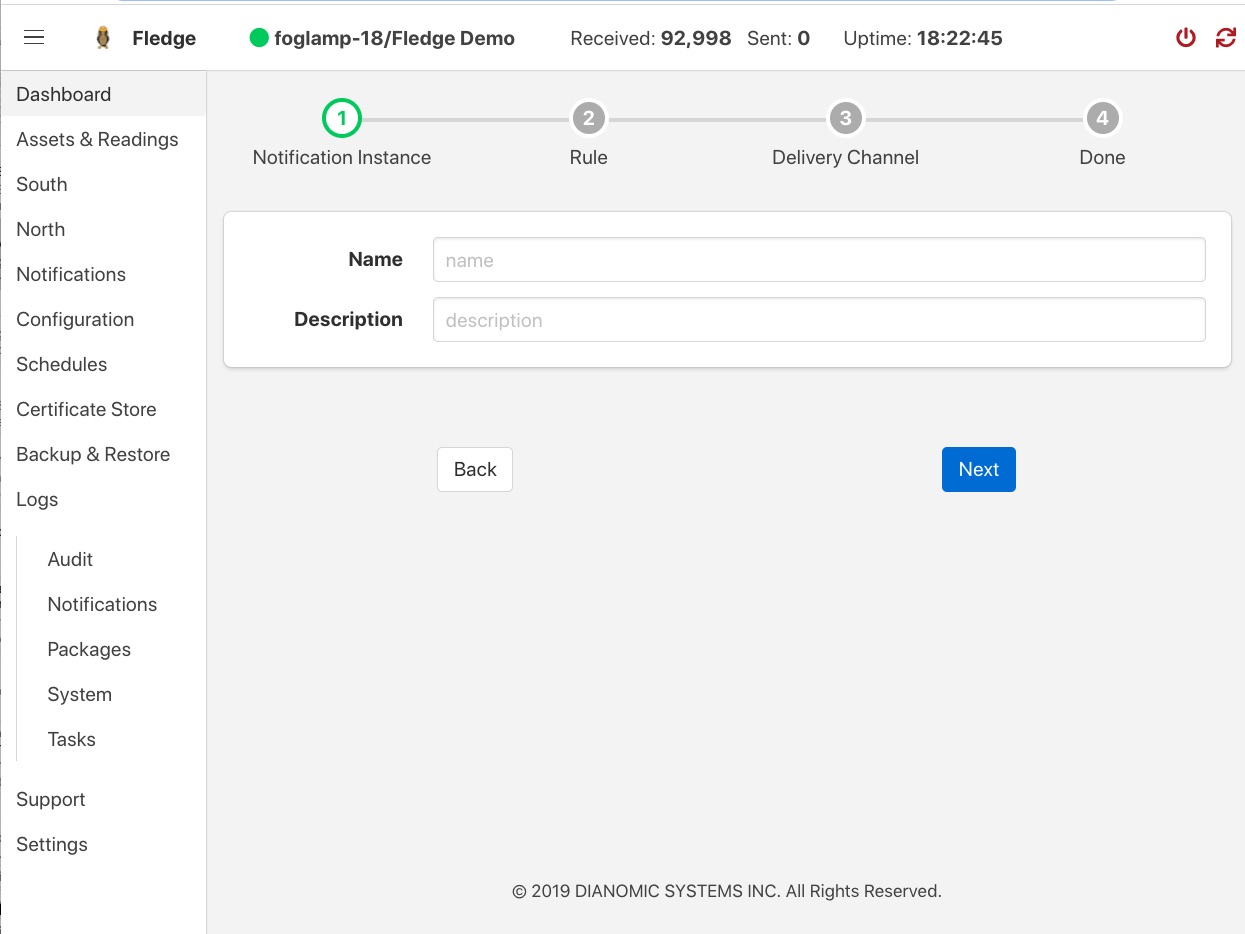 Fledge foglamp-18/Fledge Demo Received: 92,998 Sent: 0 Uptime: 18:22:45
Dashboard
Assets & Readings
South
North
Notifications
Configuration
Schedules
Certificate Store
Backup & Restore
Logs
Audit
Notifications
Packages
System
Tasks
Support
Settings
1 2 3 4
Notification Instance Rule Delivery Channel Done
Name name
Description description
Back Next
© 2019 DIANOMIC SYSTEMS INC. All Rights Reserved.